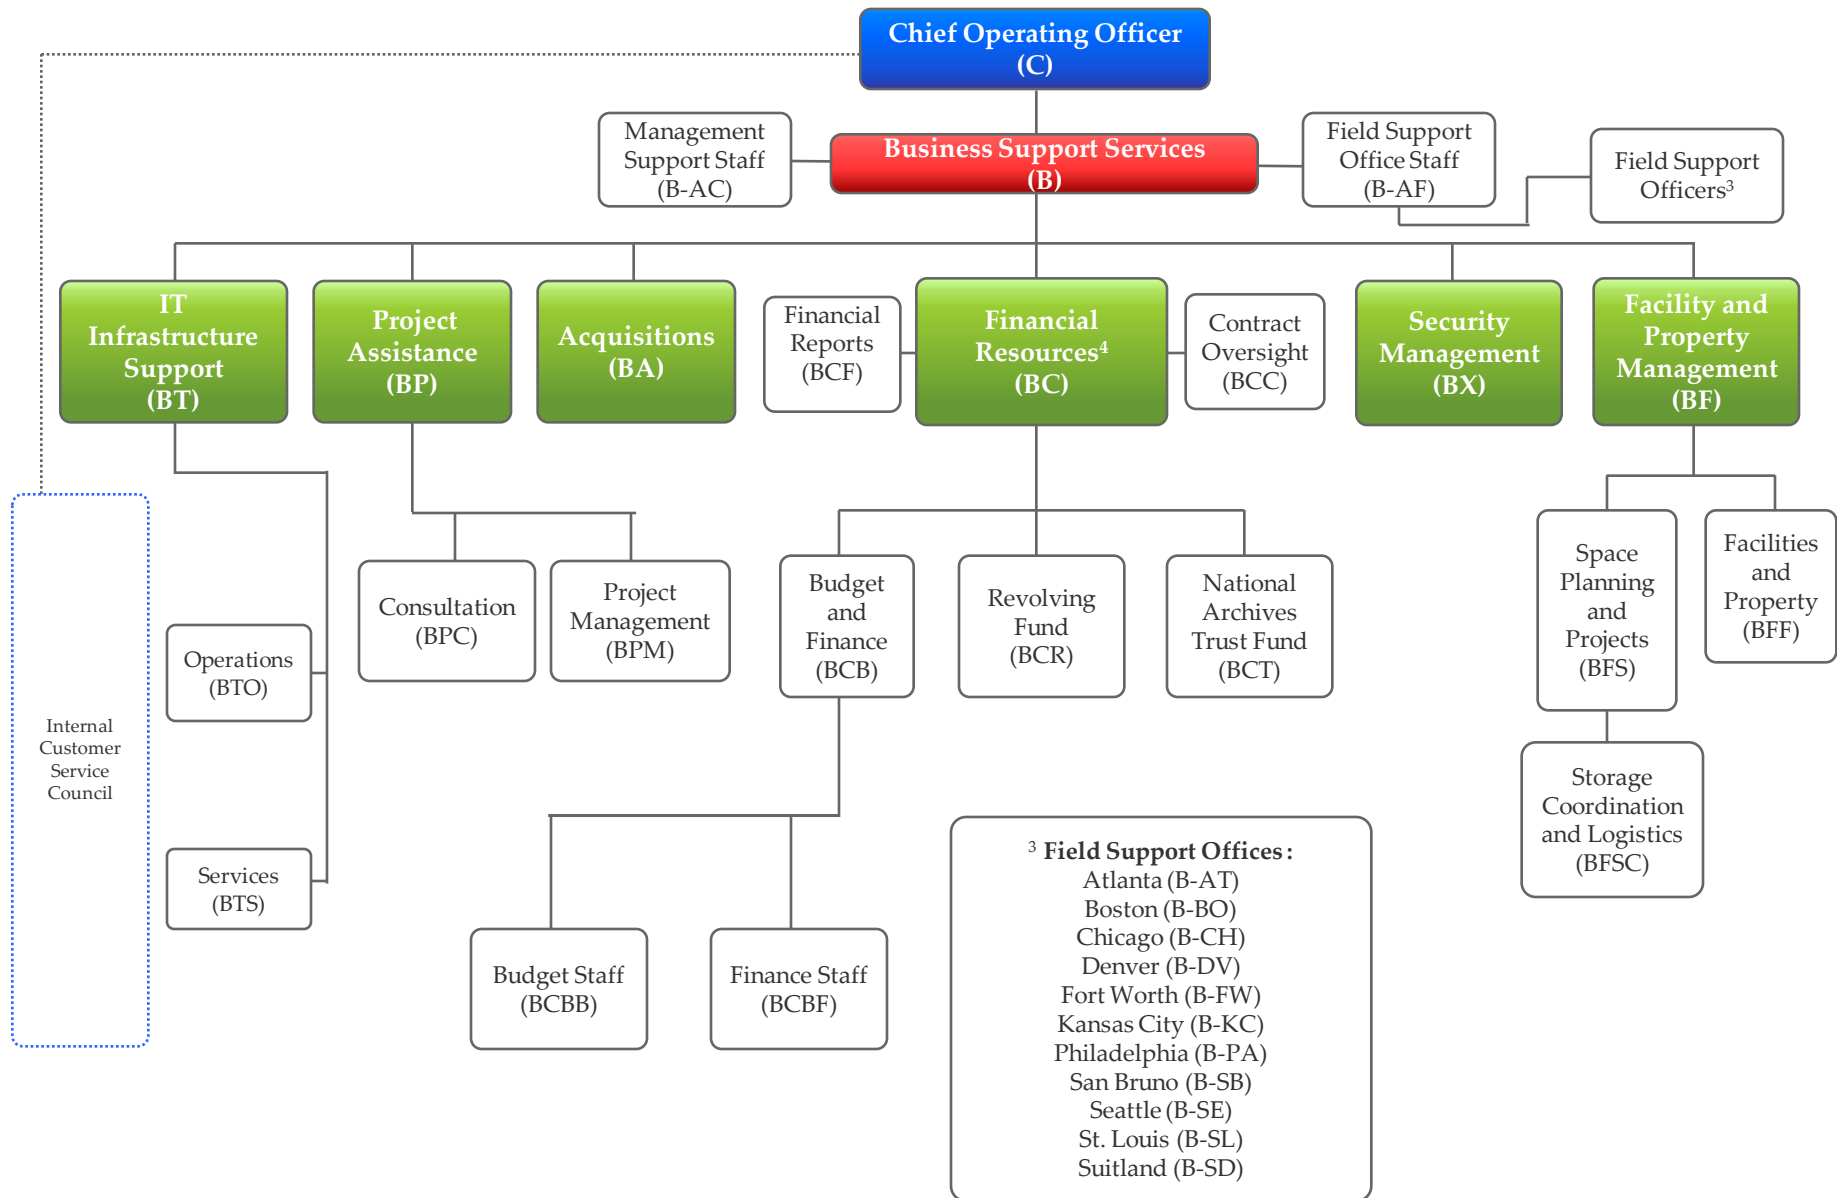 Chief Operating Officer
(C)
Management
Support Staff
(B-AC)
Business Support Services
(B)
Field Support
Office Staff
(B-AF)
Field Support
Officers³
IT
Infrastructure
Support
(BT)
Project
Assistance
(BP)
Acquisitions
(BA)
Financial
Reports
(BCF)
Financial
Resources⁴
(BC)
Contract
Oversight
(BCC)
Security
Management
(BX)
Facility and
Property
Management
(BF)
Internal
Customer
Service
Council
Operations
(BTO)
Services
(BTS)
Consultation
(BPC)
Project
Management
(BPM)
Budget
and
Finance
(BCB)
Revolving
Fund
(BCR)
National
Archives
Trust Fund
(BCT)
Space
Planning
and
Projects
(BFS)
Facilities
and
Property
(BFF)
Storage
Coordination
and Logistics
(BFSC)
Budget Staff
(BCBB)
Finance Staff
(BCBF)
³ Field Support Offices:
Atlanta (B-AT)
Boston (B-BO)
Chicago (B-CH)
Denver (B-DV)
Fort Worth (B-FW)
Kansas City (B-KC)
Philadelphia (B-PA)
San Bruno (B-SB)
Seattle (B-SE)
St. Louis (B-SL)
Suitland (B-SD)